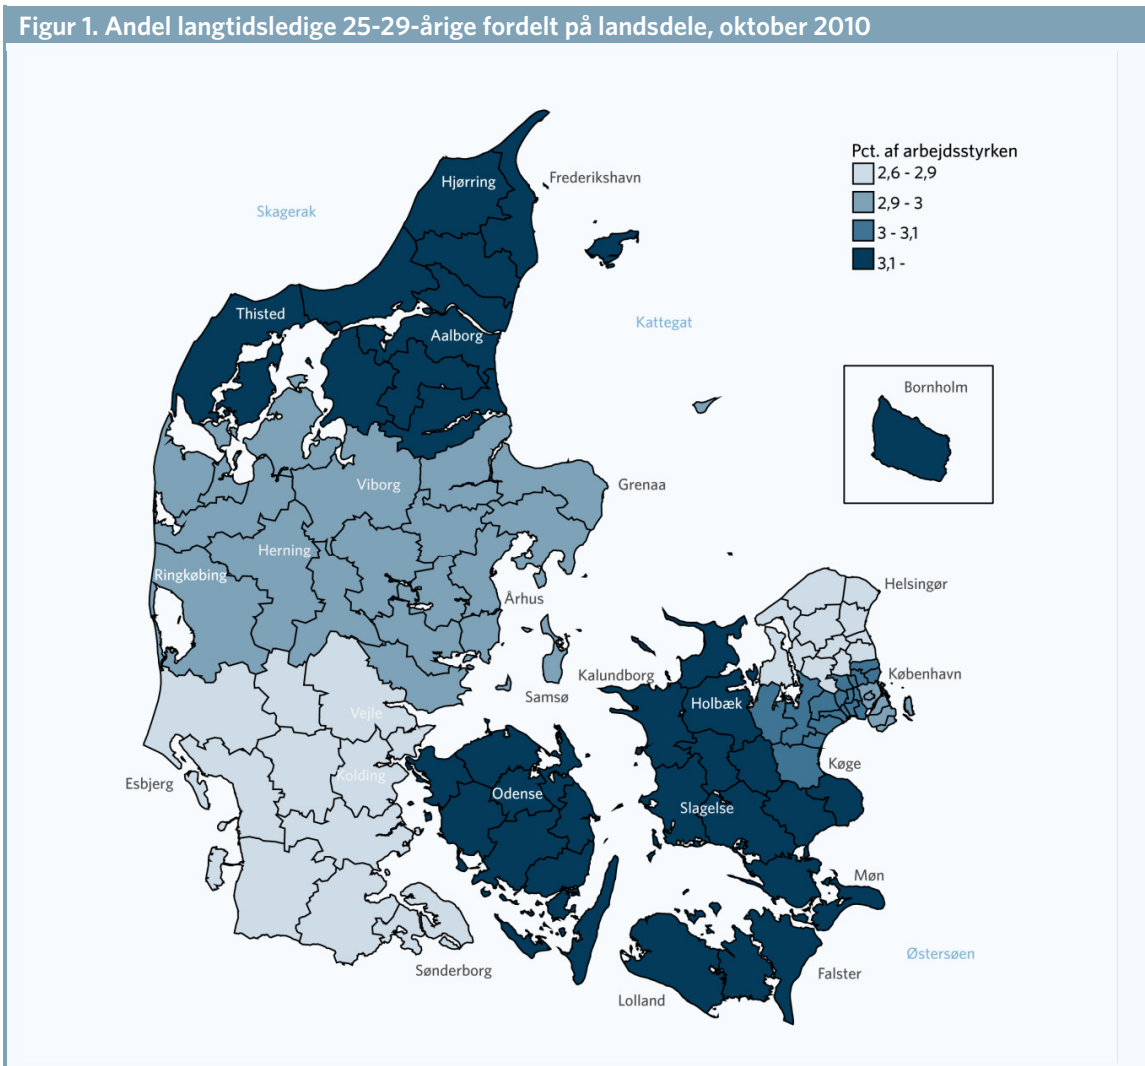 Figur 1. Andel langtidsledige 25-29-årige fordelt på landsdele, oktober 2010
Pct. af arbejdsstyrken
2,6 - 2,9
2,9 - 3
3 - 3,1
3,1 -
Hjørring
Frederikshavn
Skagerak
Thisted
Kattegat
Aalborg
Bornholm
Viborg
Grenaa
Herning
Ringkøbing
Helsingør
Århus
Kalundborg
København
Samsø
Holbæk
Vejle
Køge
Kolding
Esbjerg
Odense
Slagelse
Møn
Østersøen
Sønderborg
Falster
Lolland